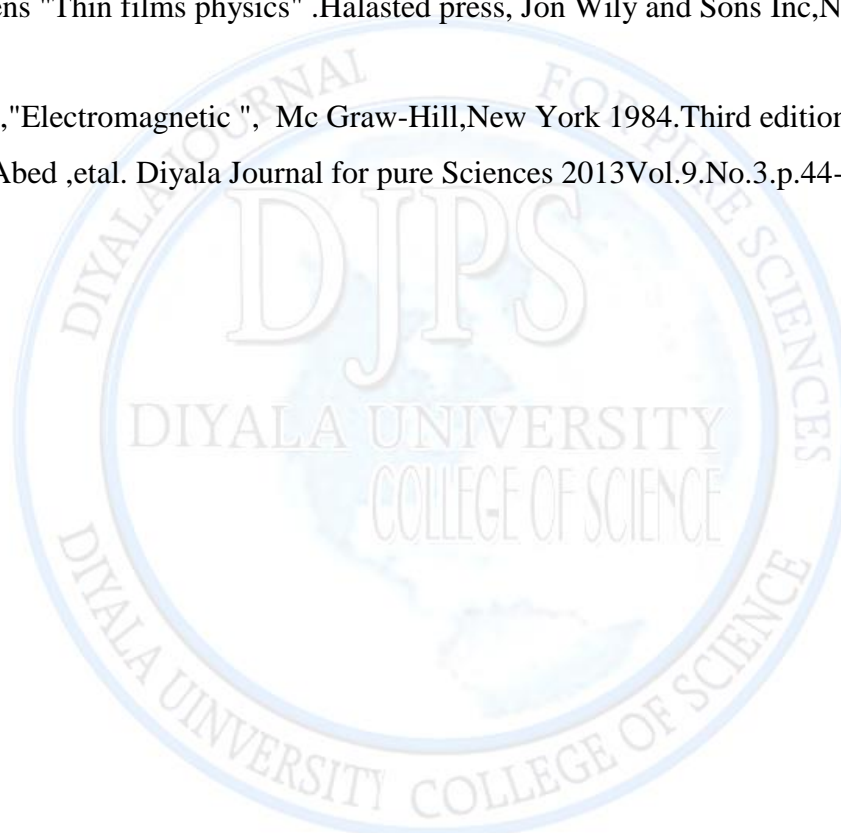 ens "Thin films physics" .Halasted press, Jon Wily and Sons Inc,N
,"Electromagnetic ", Mc Graw-Hill,New York 1984.Third edition
Abed ,etal. Diyala Journal for pure Sciences 2013Vol.9.No.3.p.44-
DIYALA JOURNAL FOR PURE SCIENCES
DJPS
DIYALA UNIVERSITY
COLLEGE OF SCIENCE
DIYALA UINVERSITY COLLEGE OF SCIENCE